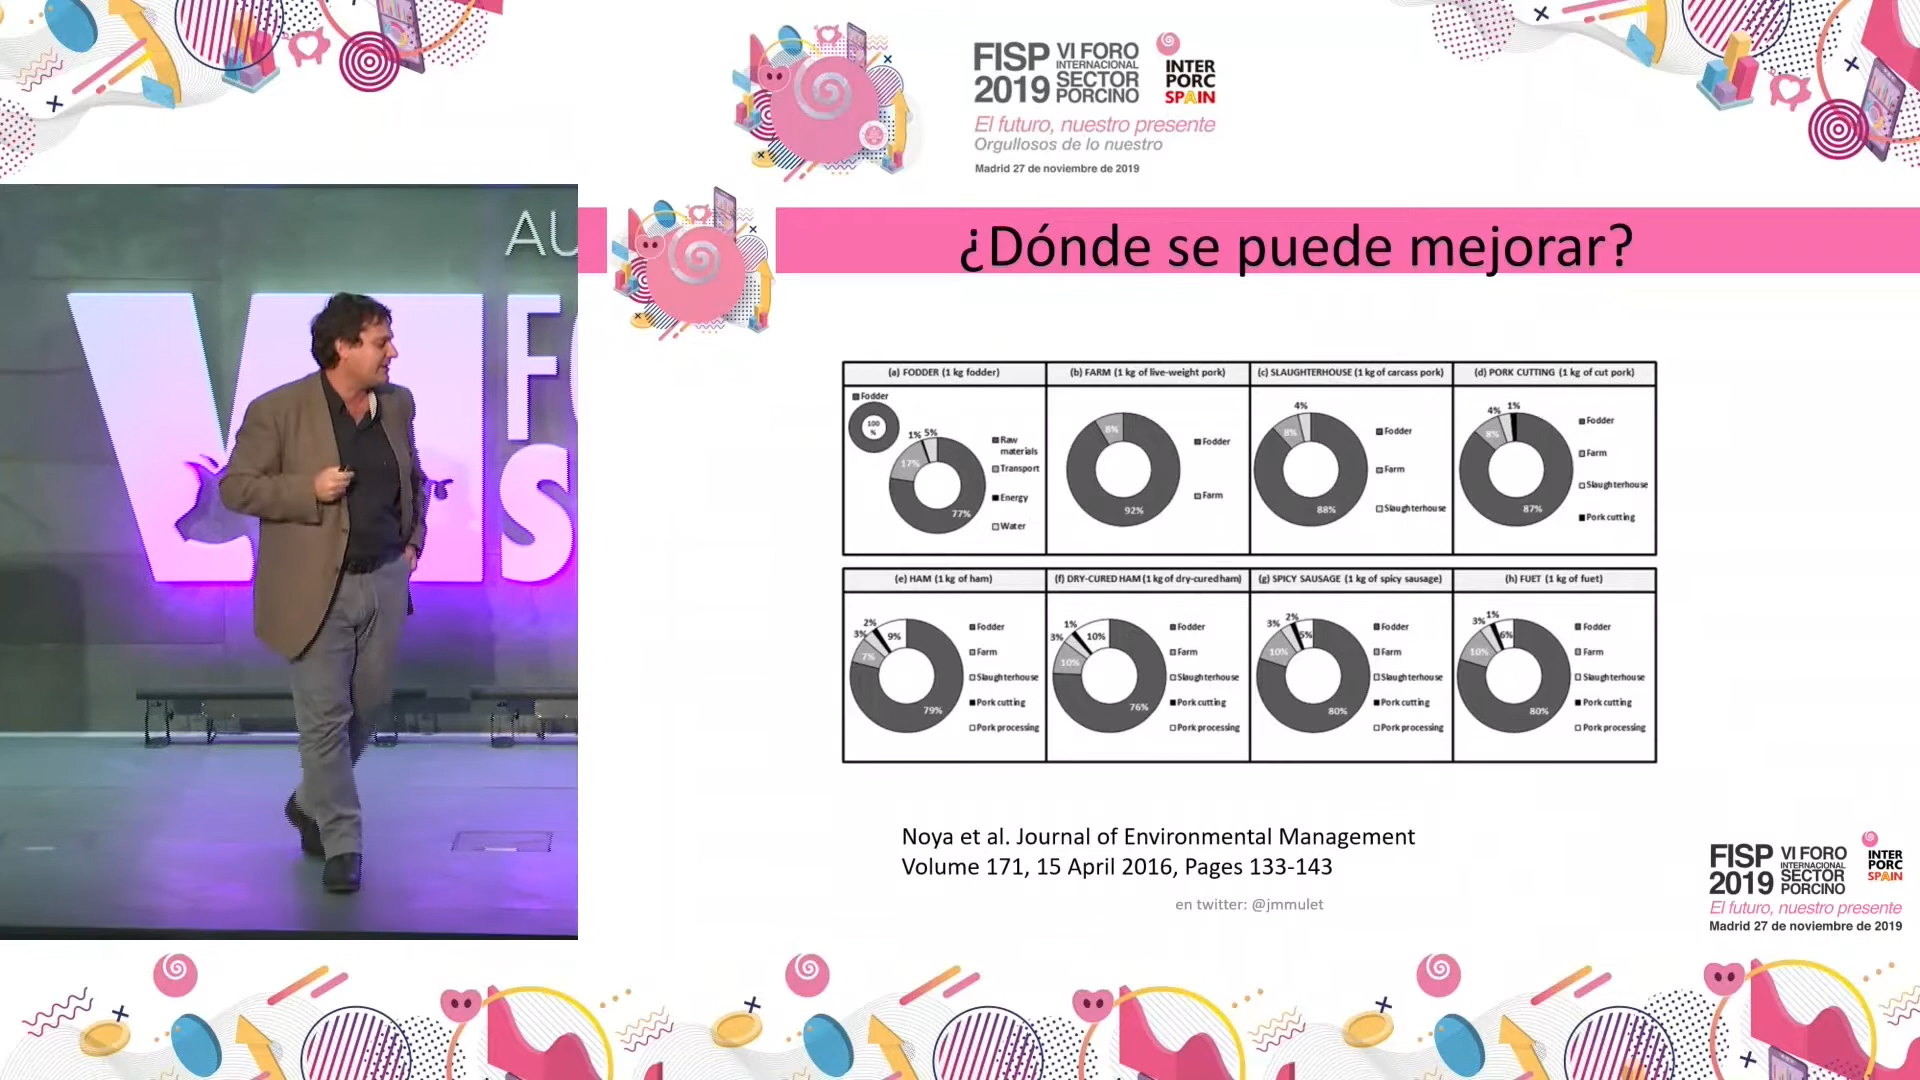 FISP 2019
VI FORO
INTERNACIONAL
SECTOR
PORCINO
INTER
PORC
SPAIN
El futuro, nuestro presente
Orgullosos de lo nuestro
Madrid 27 de noviembre de 2019
AU
VI
F
S
¿Dónde se puede mejorar?
(a) FODDER (1 kg fodder)
Fodder
100
%
1% 5%
17%
77%
Raw
materials
Transport
Energy
Water
(b) FARM (1 kg of live-weight pork)
8%
92%
Fodder
Farm
(c) SLAUGHTERHOUSE (1 kg of carcass pork)
4%
8%
88%
Fodder
Farm
Slaughterhouse
(d) PORK CUTTING (1 kg of cut pork)
4% 1%
8%
87%
Fodder
Farm
Slaughterhouse
Pork cutting
(e) HAM (1 kg of ham)
2%
3% 9%
7%
79%
Fodder
Farm
Slaughterhouse
Pork cutting
Pork processing
(f) DRY-CURED HAM (1 kg of dry-cured ham)
1%
3% 10%
10%
76%
Fodder
Farm
Slaughterhouse
Pork cutting
Pork processing
(g) SPICY SAUSAGE (1 kg of spicy sausage)
3% 2%
5%
10%
80%
Fodder
Farm
Slaughterhouse
Pork cutting
Pork processing
(h) FUET (1 kg of fuet)
3% 1%
6%
10%
80%
Fodder
Farm
Slaughterhouse
Pork cutting
Pork processing
Noya et al. Journal of Environmental Management
Volume 171, 15 April 2016, Pages 133-143
en twitter: @jmmulet
FISP 2019
VI FORO
INTERNACIONAL
SECTOR
PORCINO
INTER
PORC
SPAIN
El futuro, nuestro presente
Madrid 27 de noviembre de 2019